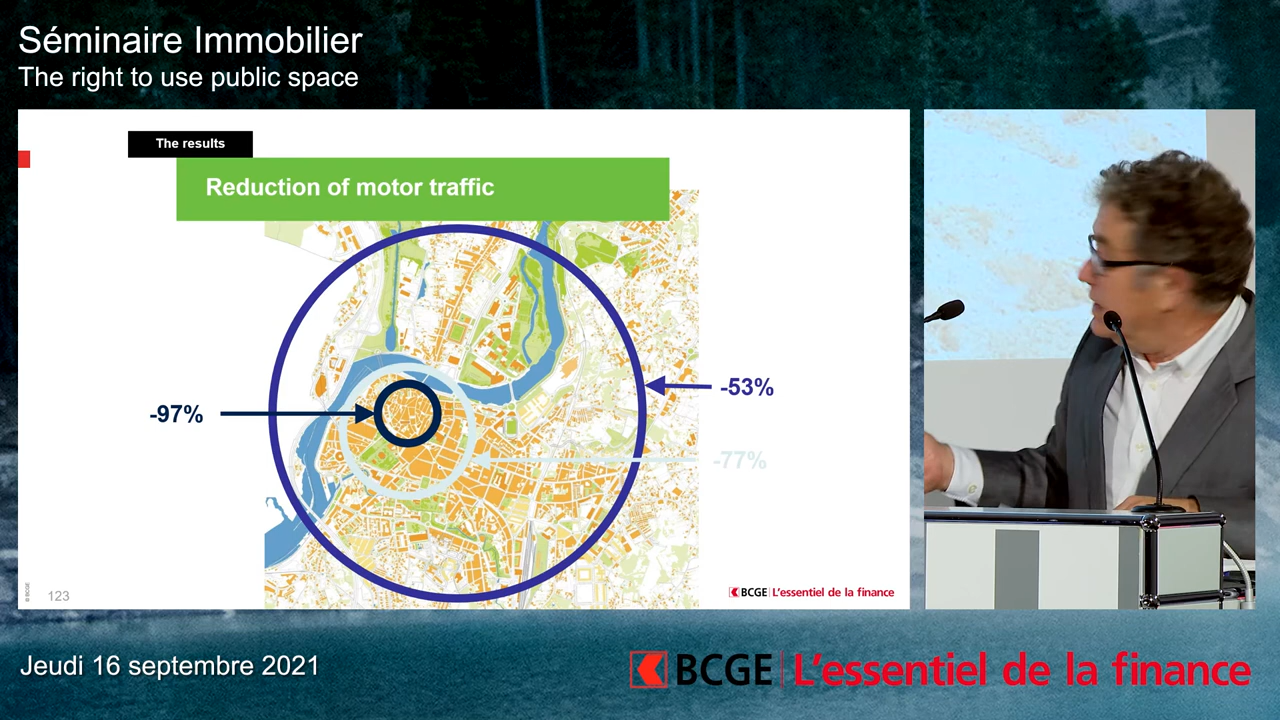 Séminaire Immobilier
The right to use public space
The results
Reduction of motor traffic
-97%
-53%
-77%
© BCGE
123
BCGE L'essentiel de la finance
Jeudi 16 septembre 2021
BCGE L'essentiel de la finance